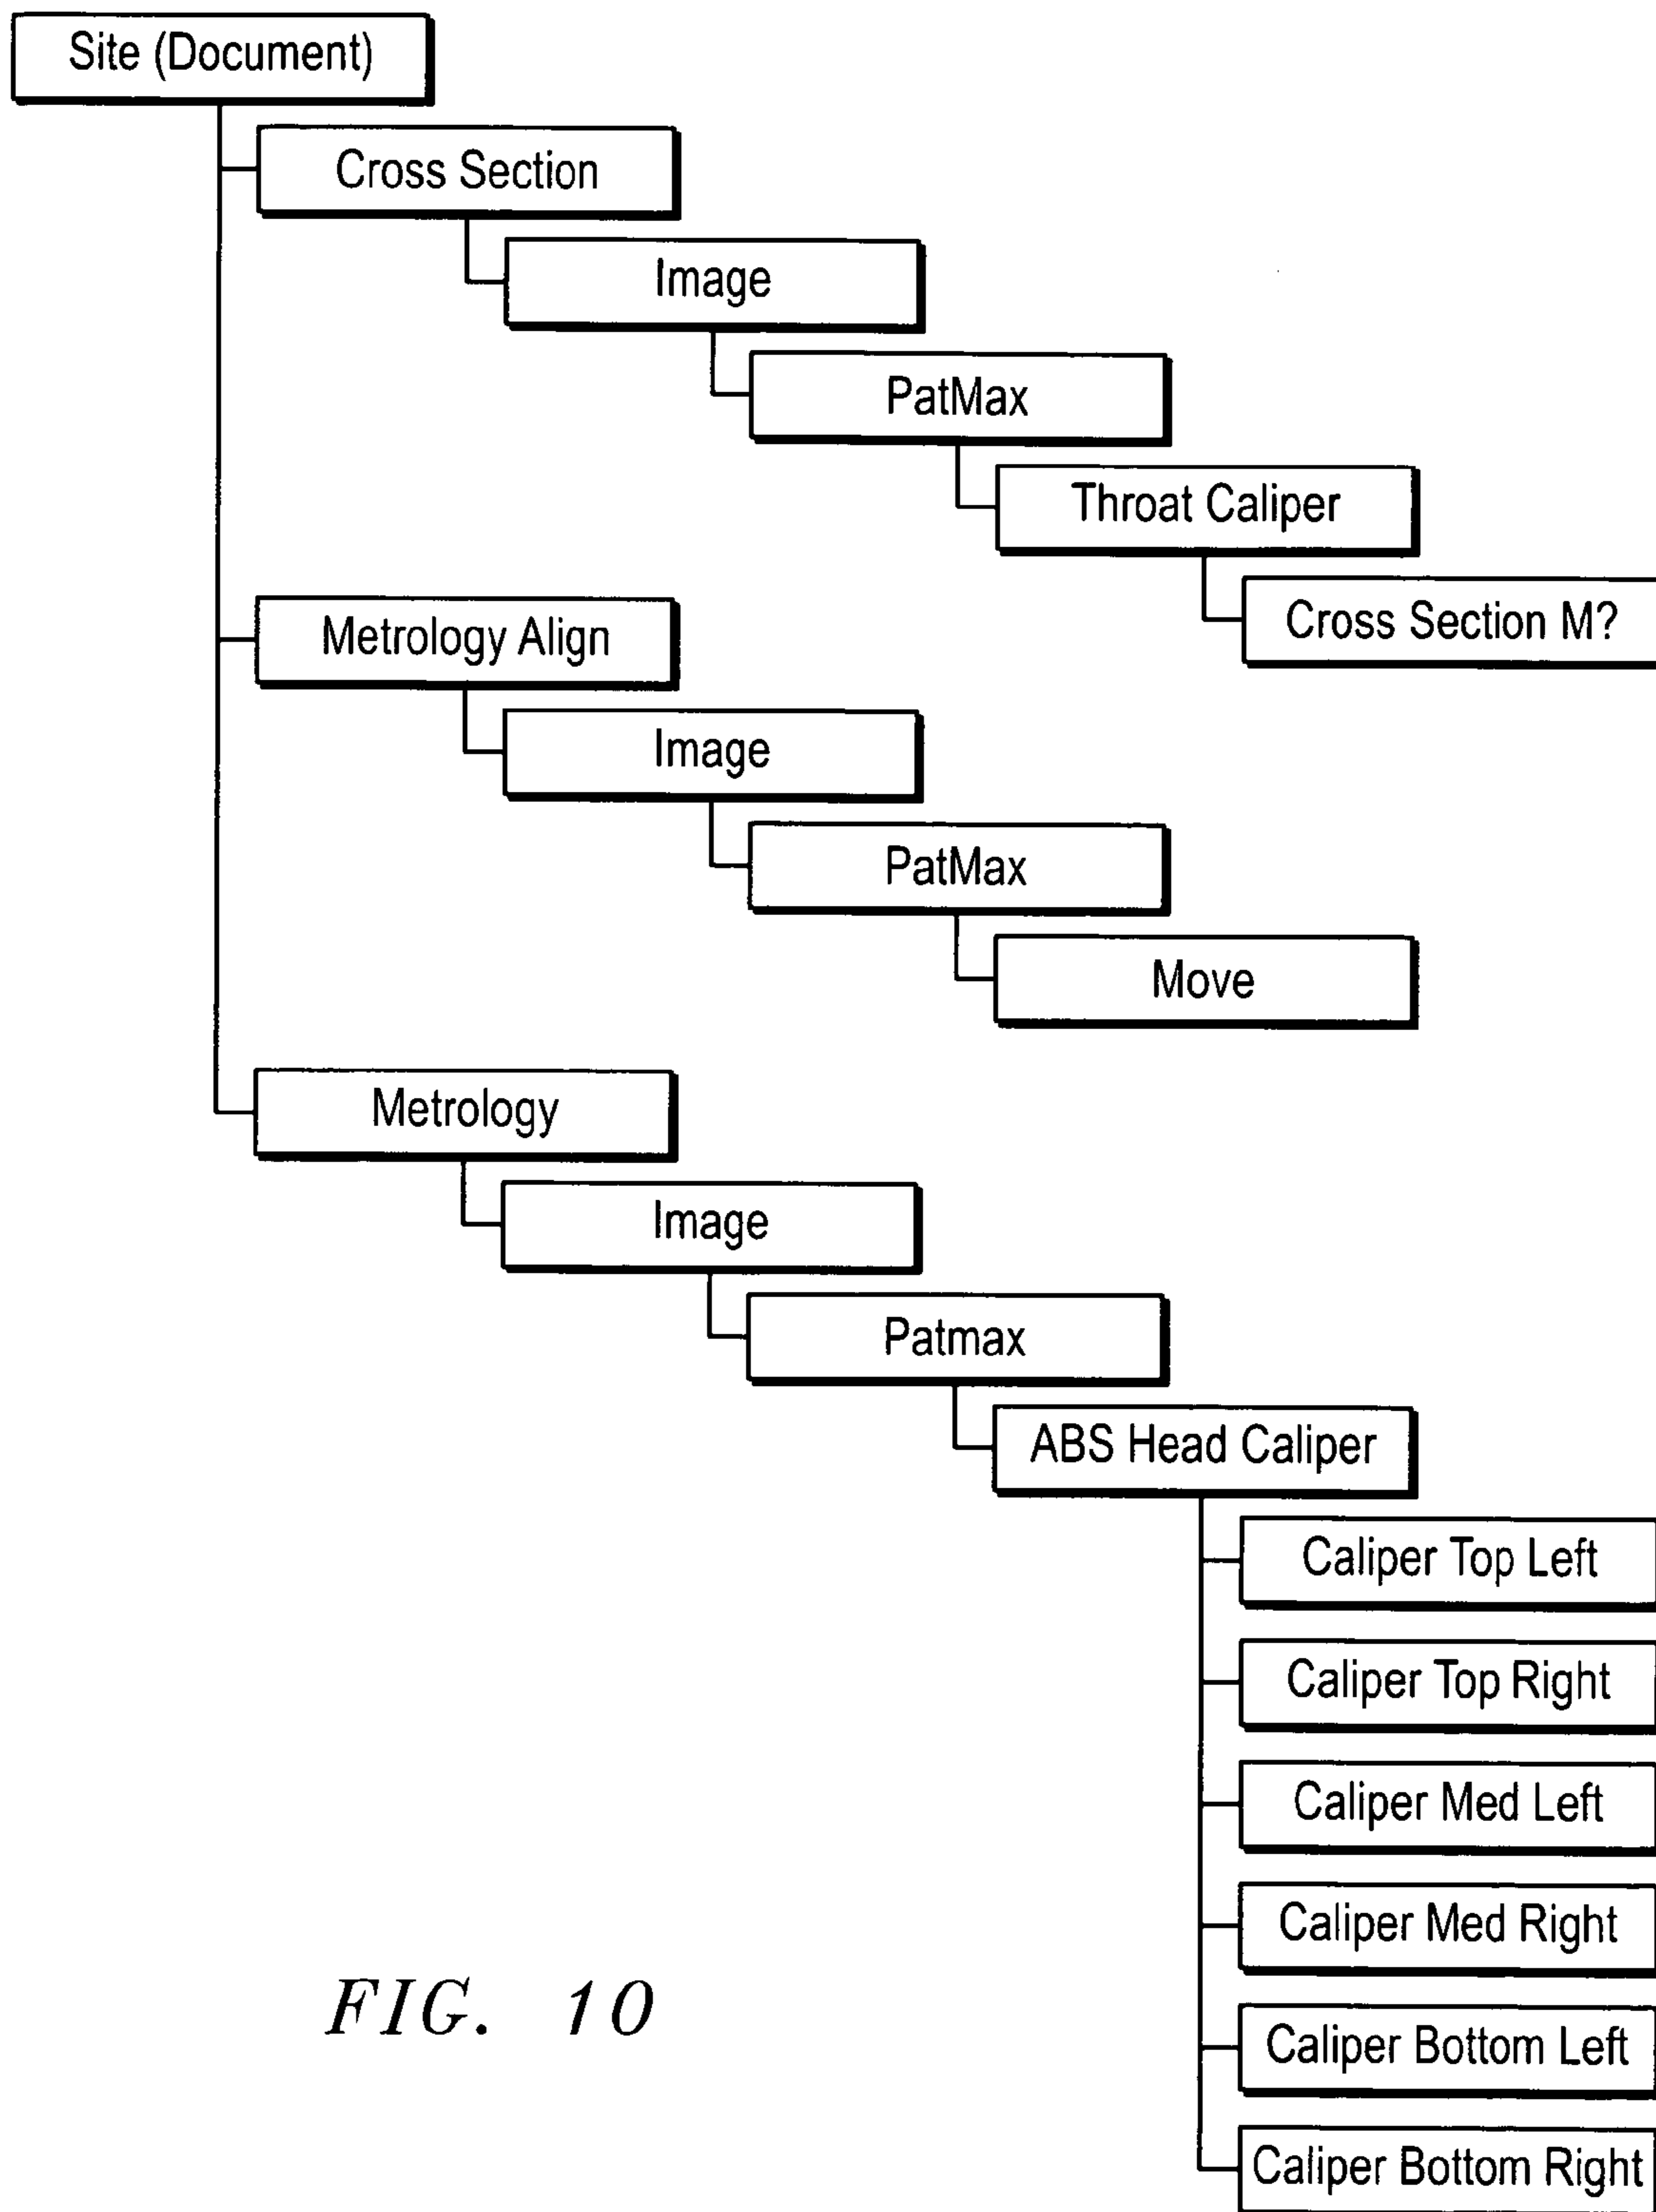 Site (Document)
Cross Section
Image
PatMax
Throat Caliper
Cross Section M?
Metrology Align
Image
PatMax
Move
Metrology
Image
Patmax
ABS Head Caliper
Caliper Top Left
Caliper Top Right
Caliper Med Left
Caliper Med Right
Caliper Bottom Left
Caliper Bottom Right
FIG. 10